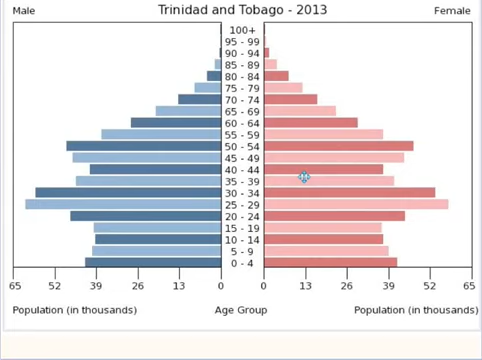 Male Trinidad and Tobago - 2013 Female
100+
95 - 99
90 - 94
85 - 89
80 - 84
75 - 79
70 - 74
65 - 69
60 - 64
55 - 59
50 - 54
45 - 49
40 - 44
35 - 39
30 - 34
25 - 29
20 - 24
15 - 19
10 - 14
5 - 9
0 - 4
65 52 39 26 13 0 0 13 26 39 52 65
Population (in thousands) Age Group Population (in thousands)